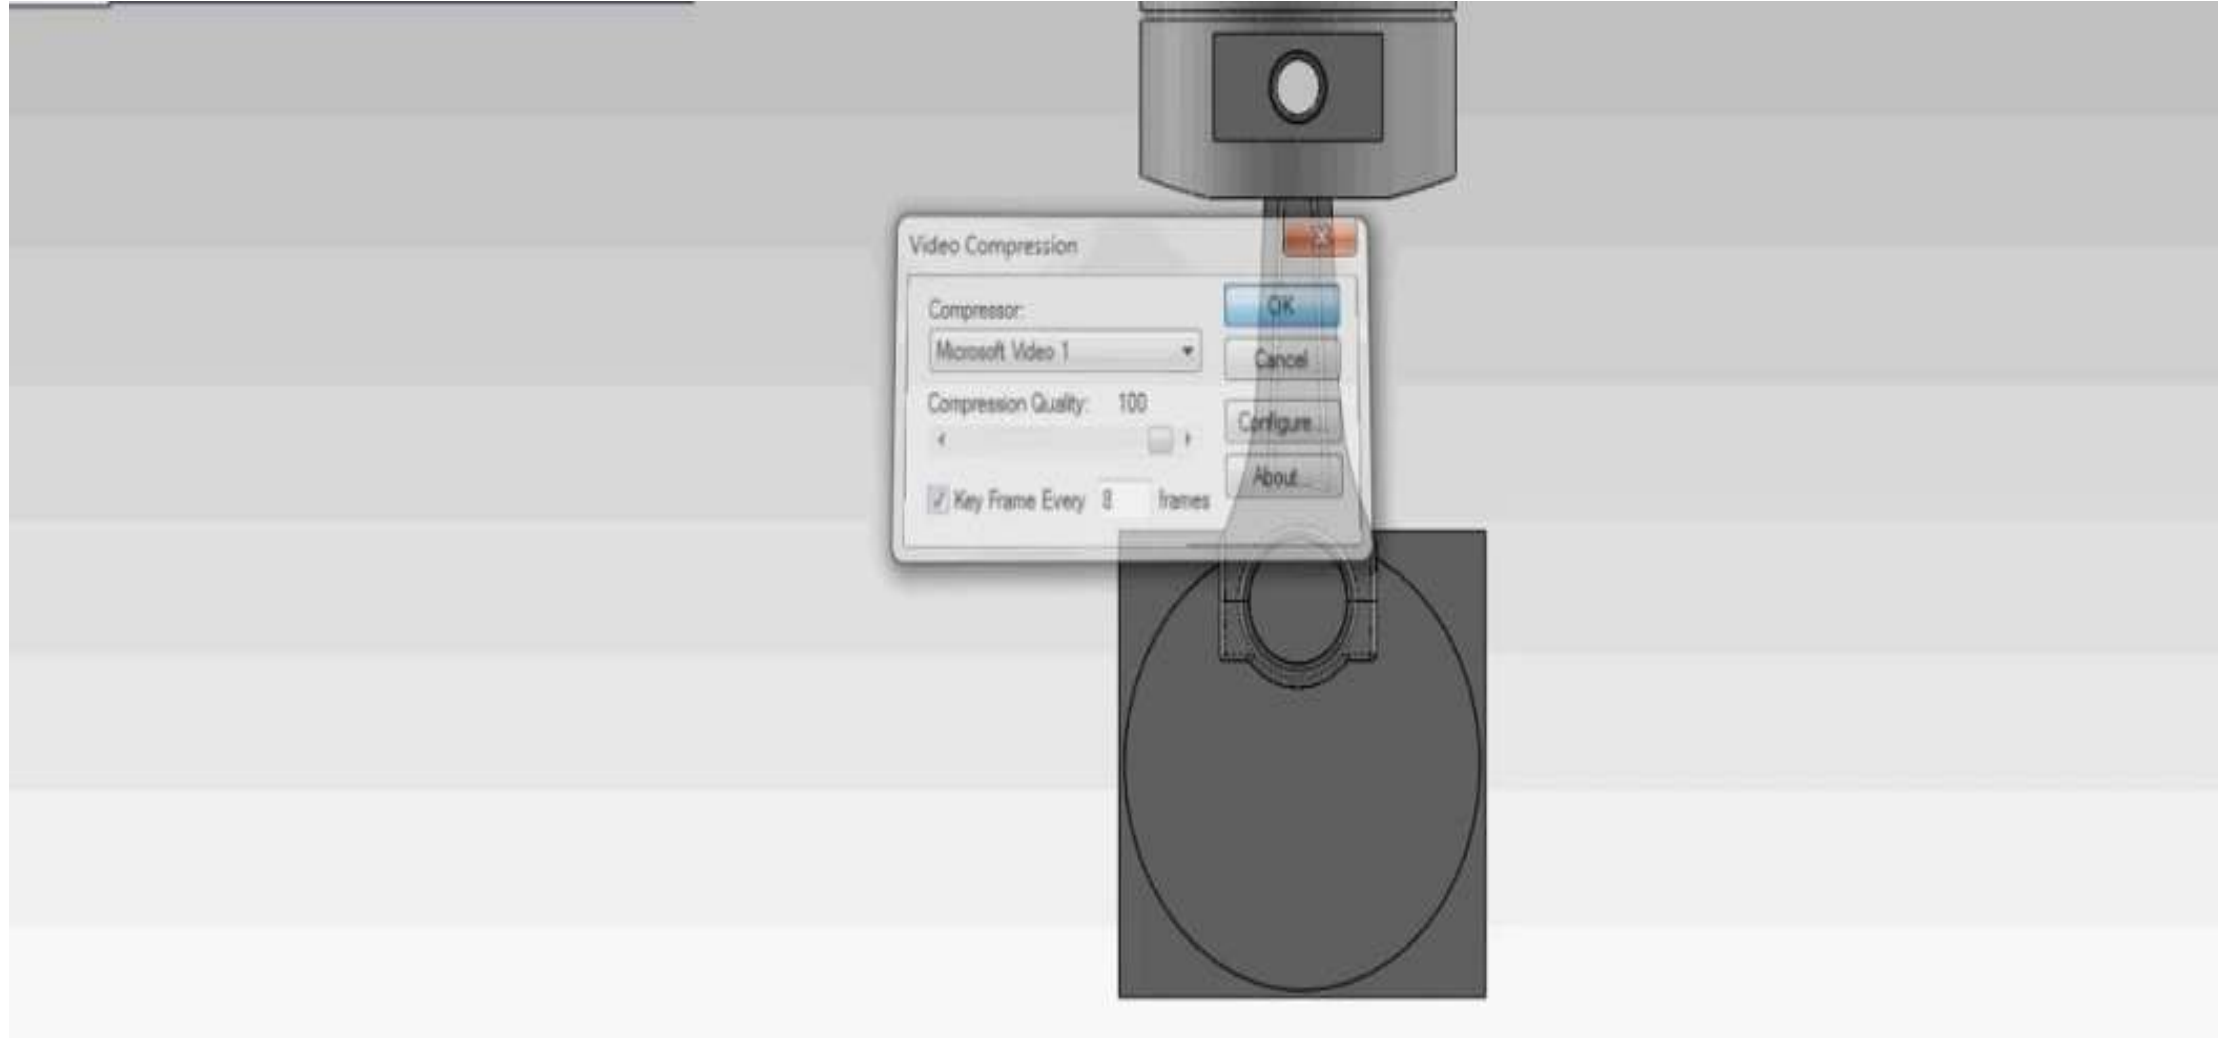 Video Compression
Compressor:
OK
Microsoft Video 1
Cancel
Compression Quality: 100
Configure...
Key Frame Every 8 frames
About...